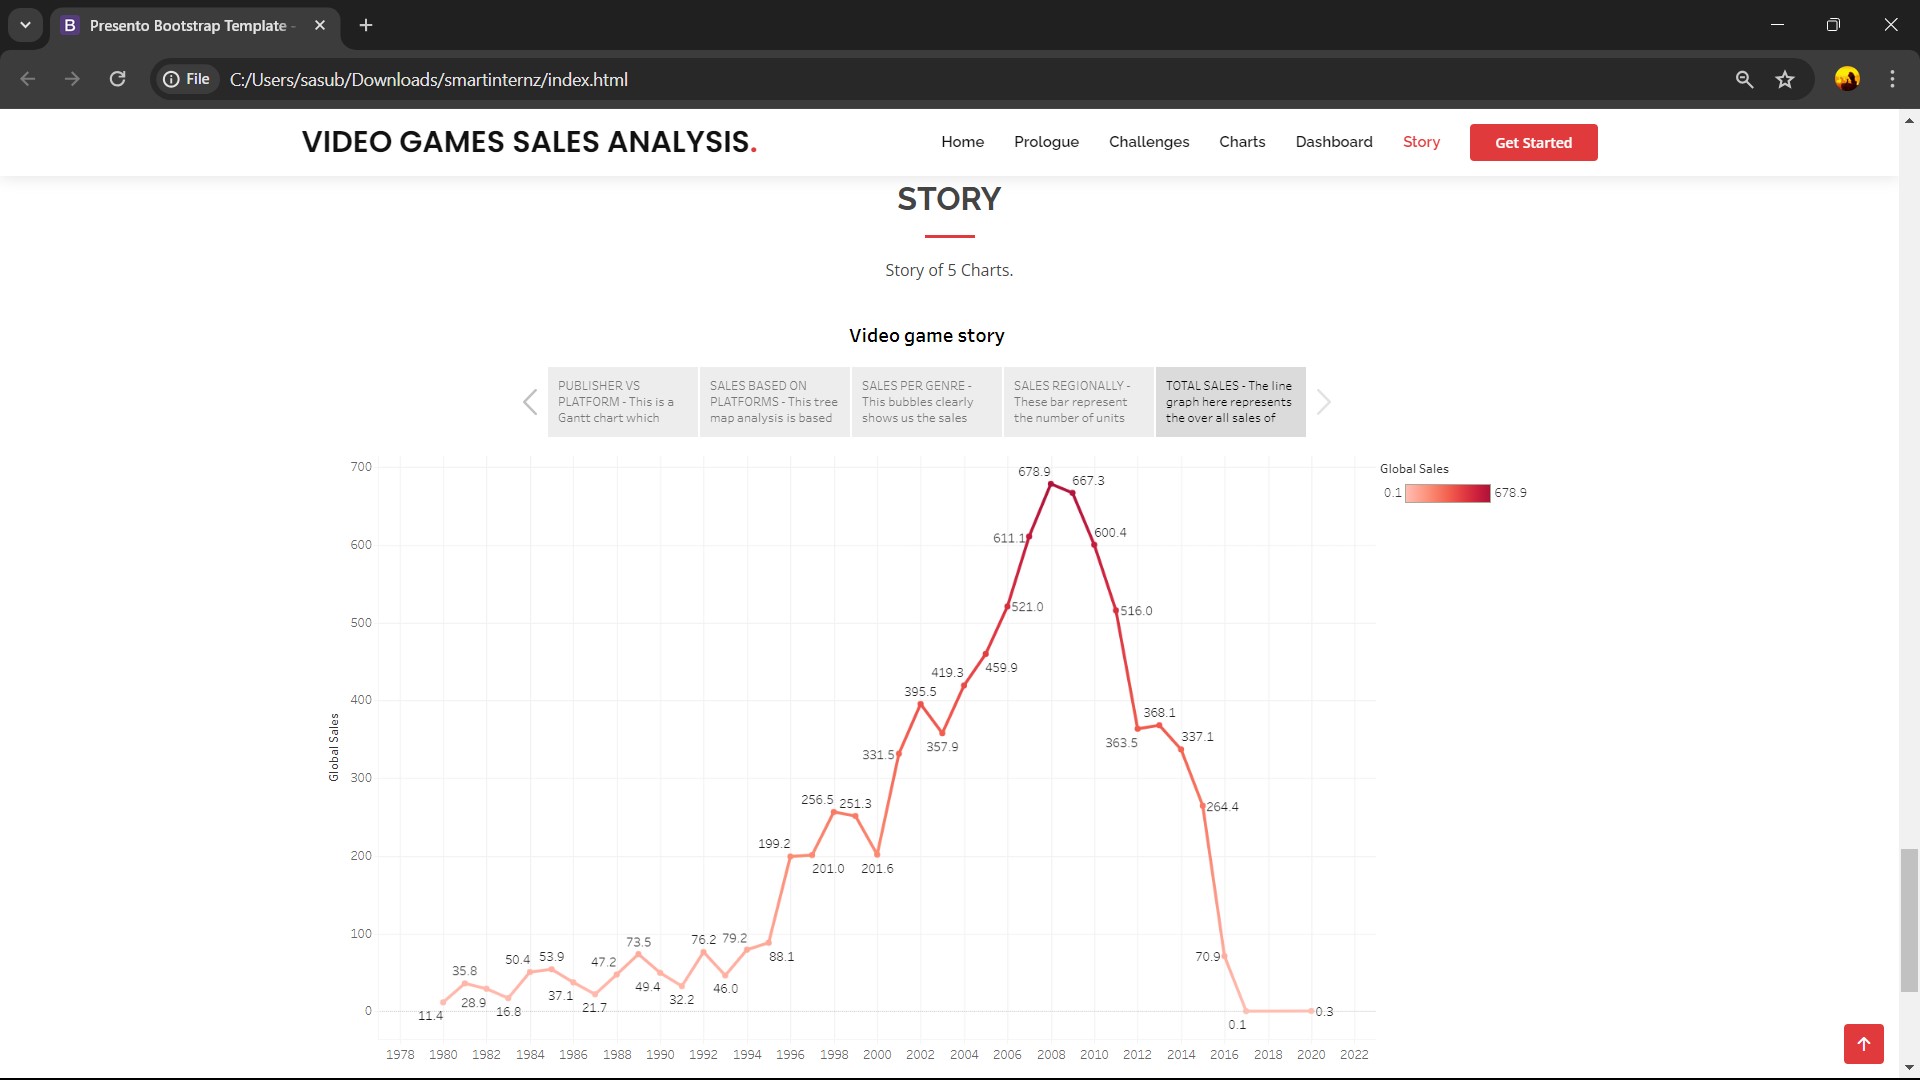 Presento Bootstrap Template -
File
C:/Users/sasub/Downloads/smartinternz/index.html
VIDEO GAMES SALES ANALYSIS.
Home
Prologue
Challenges
Charts
Dashboard
Story
Get Started
STORY
Story of 5 Charts.
Video game story
PUBLISHER VS
PLATFORM - This is a
Gantt chart which
SALES BASED ON
PLATFORMS - This tree
map analysis is based
SALES PER GENRE -
This bubbles clearly
shows us the sales
SALES REGIONALLY -
These bar represent
the number of units
TOTAL SALES - The line
graph here represents
the over all sales of
Global Sales
0.1
678.9
Global Sales
700
600
500
400
300
200
100
0
11.4
35.8
28.9
16.8
50.4
53.9
37.1
21.7
47.2
73.5
49.4
32.2
76.2
46.0
79.2
88.1
199.2
201.0
256.5
251.3
201.6
331.5
395.5
357.9
419.3
459.9
521.0
611.1
678.9
667.3
600.4
516.0
363.5
368.1
337.1
264.4
70.9
0.1
0.3
1978 1980 1982 1984 1986 1988 1990 1992 1994 1996 1998 2000 2002 2004 2006 2008 2010 2012 2014 2016 2018 2020 2022